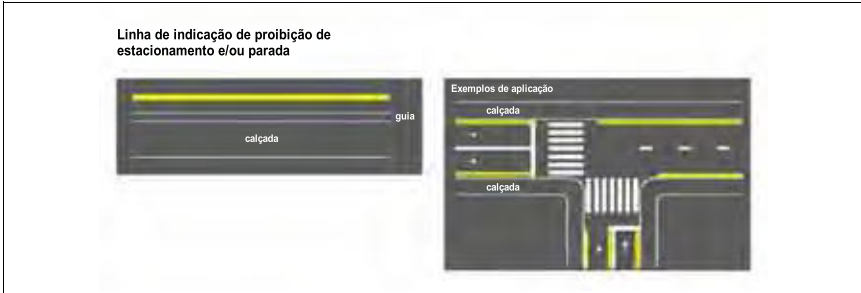 Linha de indicação de proibição de
estacionamento e/ou parada
guia
calçada
Exemplos de aplicação
calçada
calçada